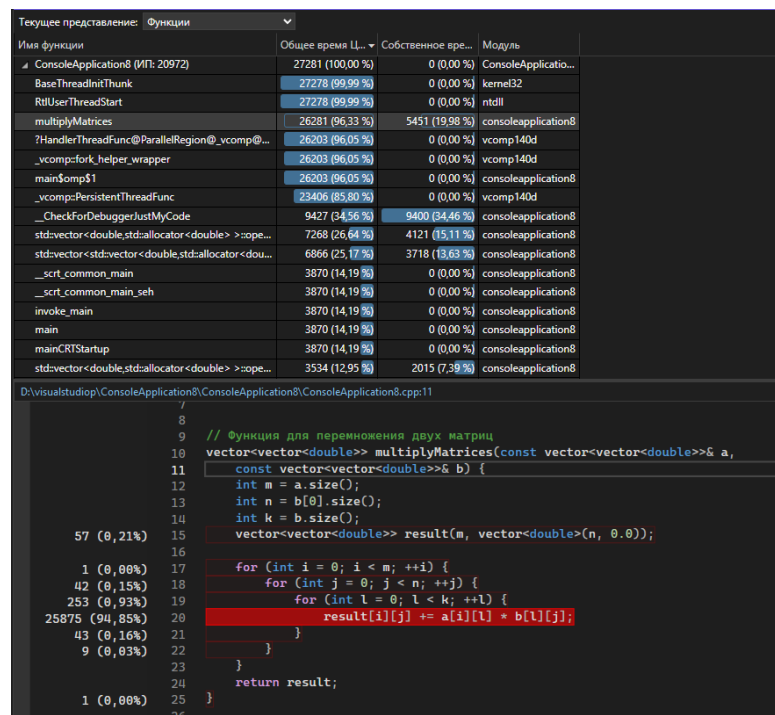 Текущее представление: Функции
Имя функции Общее время Ц... Собственное вре... Модуль
ConsoleApplication8 (ИП: 20972) 27281 (100,00 %) 0 (0,00 %) ConsoleApplicatio...
BaseThreadInitThunk 27278 (99,99 %) 0 (0,00 %) kernel32
RtlUserThreadStart 27278 (99,99 %) 0 (0,00 %) ntdll
multiplyMatrices 26281 (96,33 %) 5451 (19,98 %) consoleapplication8
?HandlerThreadFunc@ParallelRegion@_vcomp@... 26203 (96,05 %) 0 (0,00 %) vcomp140d
_vcomp::fork_helper_wrapper 26203 (96,05 %) 0 (0,00 %) vcomp140d
main$omp$1 26203 (96,05 %) 0 (0,00 %) consoleapplication8
_vcomp::PersistentThreadFunc 23406 (85,80 %) 0 (0,00 %) vcomp140d
__CheckForDebuggerJustMyCode 9427 (34,56 %) 9400 (34,46 %) consoleapplication8
std::vector<double,std::allocator<double> >::ope... 7268 (26,64 %) 4121 (15,11 %) consoleapplication8
std::vector<std::vector<double,std::allocator<dou... 6866 (25,17 %) 3718 (13,63 %) consoleapplication8
__scrt_common_main 3870 (14,19 %) 0 (0,00 %) consoleapplication8
__scrt_common_main_seh 3870 (14,19 %) 0 (0,00 %) consoleapplication8
invoke_main 3870 (14,19 %) 0 (0,00 %) consoleapplication8
main 3870 (14,19 %) 0 (0,00 %) consoleapplication8
mainCRTStartup 3870 (14,19 %) 0 (0,00 %) consoleapplication8
std::vector<double,std::allocator<double> >::ope... 3534 (12,95 %) 2015 (7,39 %) consoleapplication8
D:\visualstudiop\ConsoleApplication8\ConsoleApplication8\ConsoleApplication8.cpp:11
7
8
9 // Функция для перемножения двух матриц
10 vector<vector<double>> multiplyMatrices(const vector<vector<double>>& a,
11 const vector<vector<double>>& b) {
12 int m = a.size();
13 int n = b[0].size();
14 int k = b.size();
57 (0,21%) 15 vector<vector<double>> result(m, vector<double>(n, 0.0));
16
1 (0,00%) 17 for (int i = 0; i < m; ++i) {
42 (0,15%) 18 for (int j = 0; j < n; ++j) {
253 (0,93%) 19 for (int l = 0; l < k; ++l) {
25875 (94,85%) 20 result[i][j] += a[i][l] * b[l][j];
43 (0,16%) 21 }
9 (0,03%) 22 }
23 }
24 return result;
1 (0,00%) 25 }